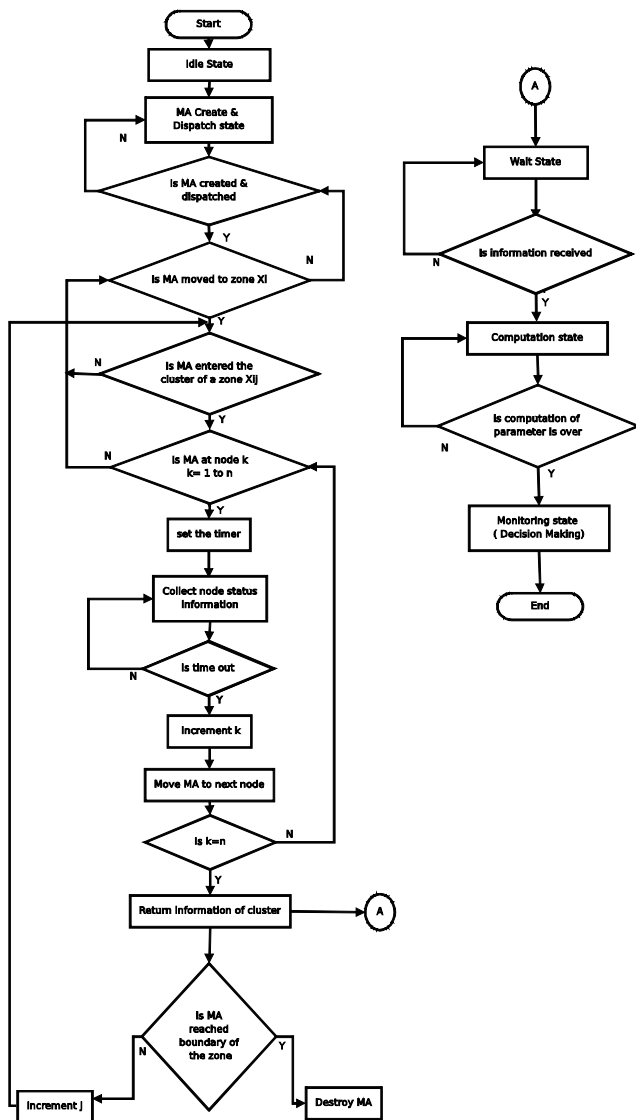 Start
Idle State
MA Create &
Dispatch state
N
Is MA created &
dispatched
Y
N
Is MA moved to zone Xi
Y
N
Is MA entered the
cluster of a zone Xij
Y
N
Is MA at node k
k= 1 to n
Y
set the timer
Collect node status
Information
Is time out
N
Y
Increment k
Move MA to next node
Is k=n
N
Y
Return Information of cluster
A
Is MA
reached
boundary of
the zone
N
Y
Increment j
Destroy MA
A
Wait State
Is information received
N
Y
Computation state
Is computation of
parameter is over
N
Y
Monitoring state
( Decision Making)
End